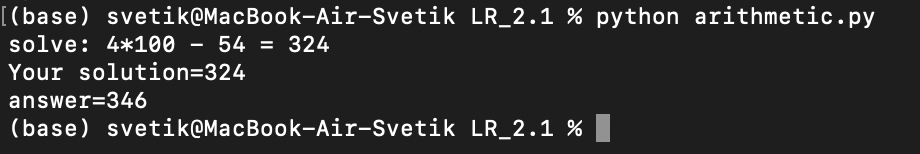 [(base) svetik@MacBook-Air-Svetik LR_2.1 % python arithmetic.py
solve: 4*100 - 54 = 324
Your solution=324
answer=346
(base) svetik@MacBook-Air-Svetik LR_2.1 %